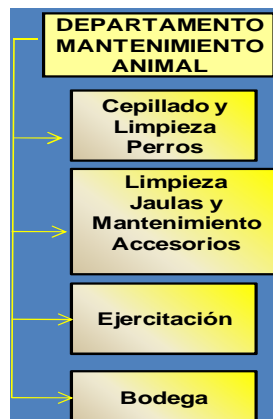 DEPARTAMENTO
MANTENIMIENTO
ANIMAL
Cepillado y
Limpieza
Perros
Limpieza
Jaulas y
Mantenimiento
Accesorios
Ejercitación
Bodega